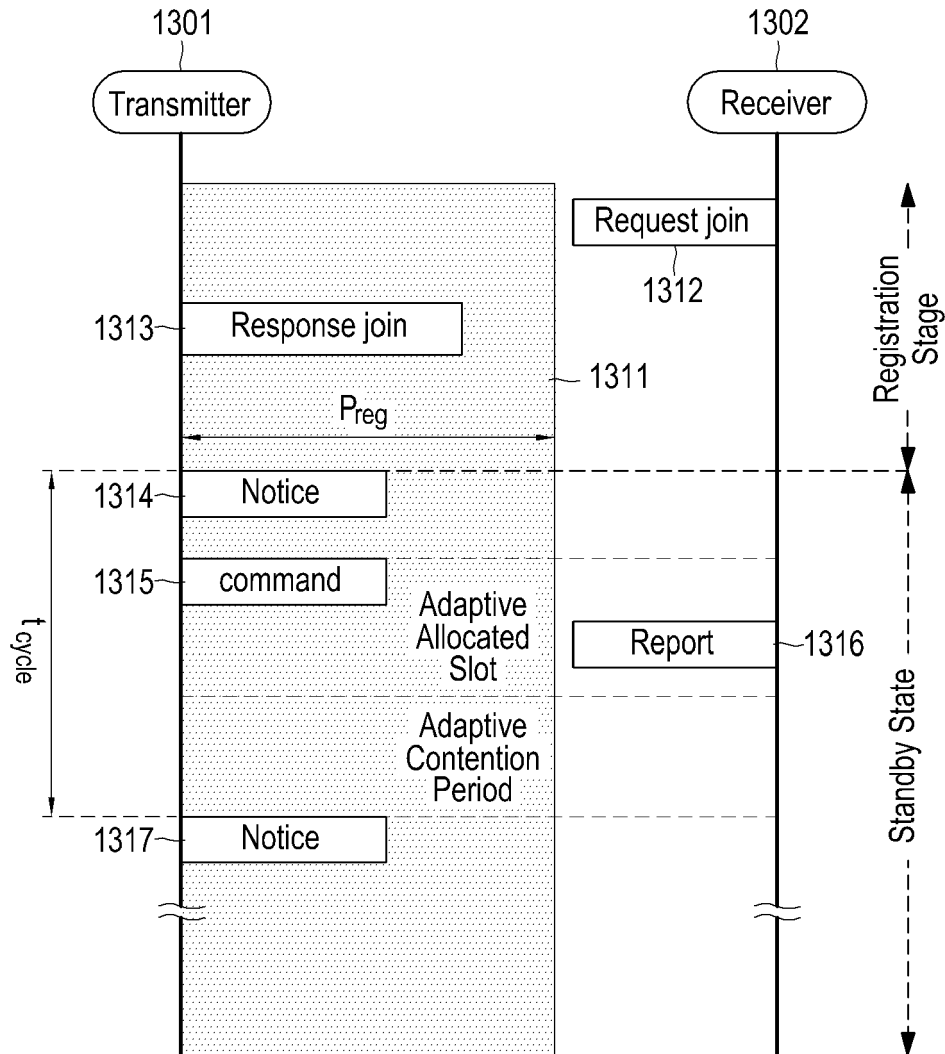 1301
1302
Transmitter
Receiver
Request join
1312
1313
Response join
1311
Preg
Registration
Stage
1314
Notice
1315
command
Adaptive
Allocated
Slot
Report
1316
tcycle
Adaptive
Contention
Period
Standby State
1317
Notice